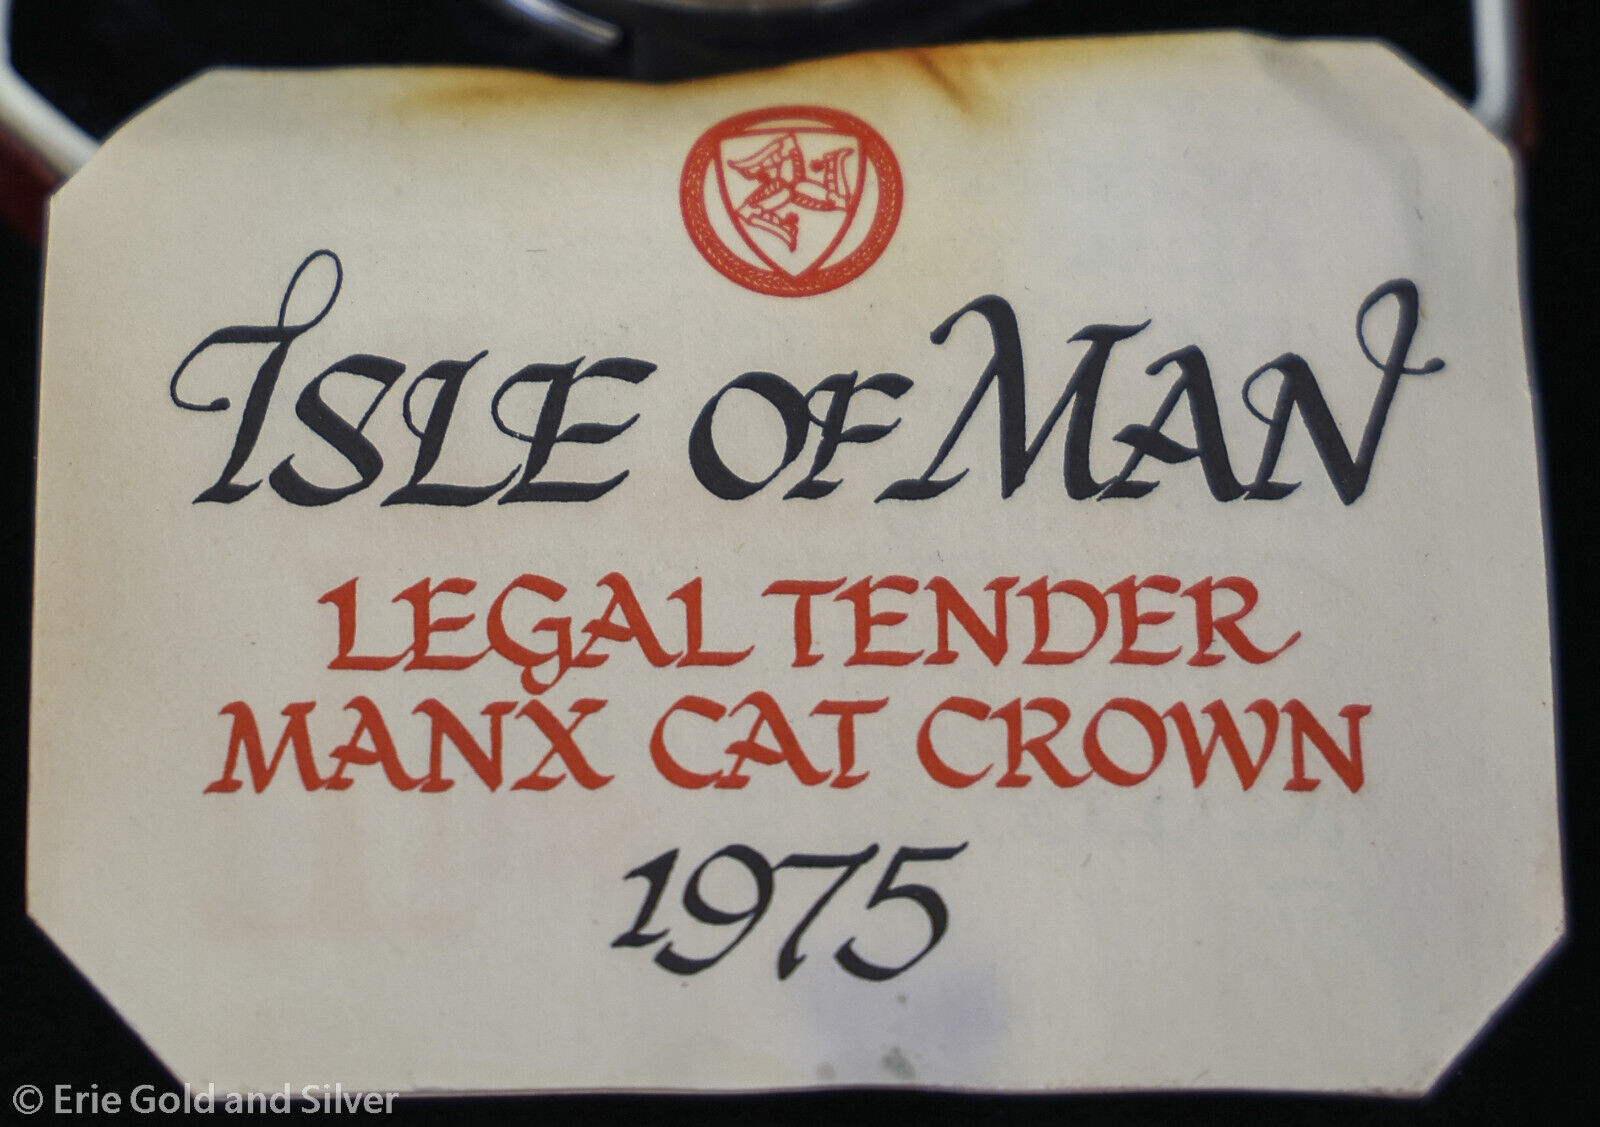 ISLE OF MAN
LEGAL TENDER
MANX CAT CROWN
1975
© Erie Gold and Silver